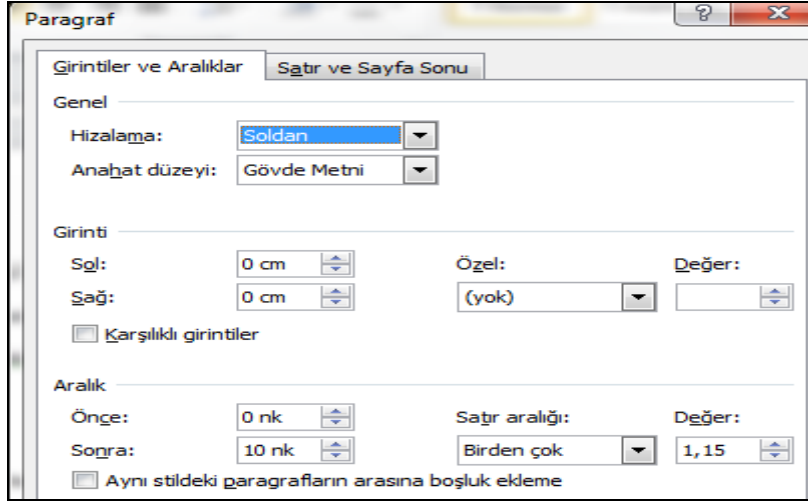 Paragraf
Girintiler ve Aralıklar Satır ve Sayfa Sonu
Genel
Hizalama: Soldan
Anahat düzeyi: Gövde Metni
Girinti
Sol: 0 cm Özel: Değer:
Sağ: 0 cm (yok)
Karşılıklı girintiler
Aralık
Önce: 0 nk Satır aralığı: Değer:
Sonra: 10 nk Birden çok 1,15
Aynı stildeki paragrafların arasına boşluk ekleme